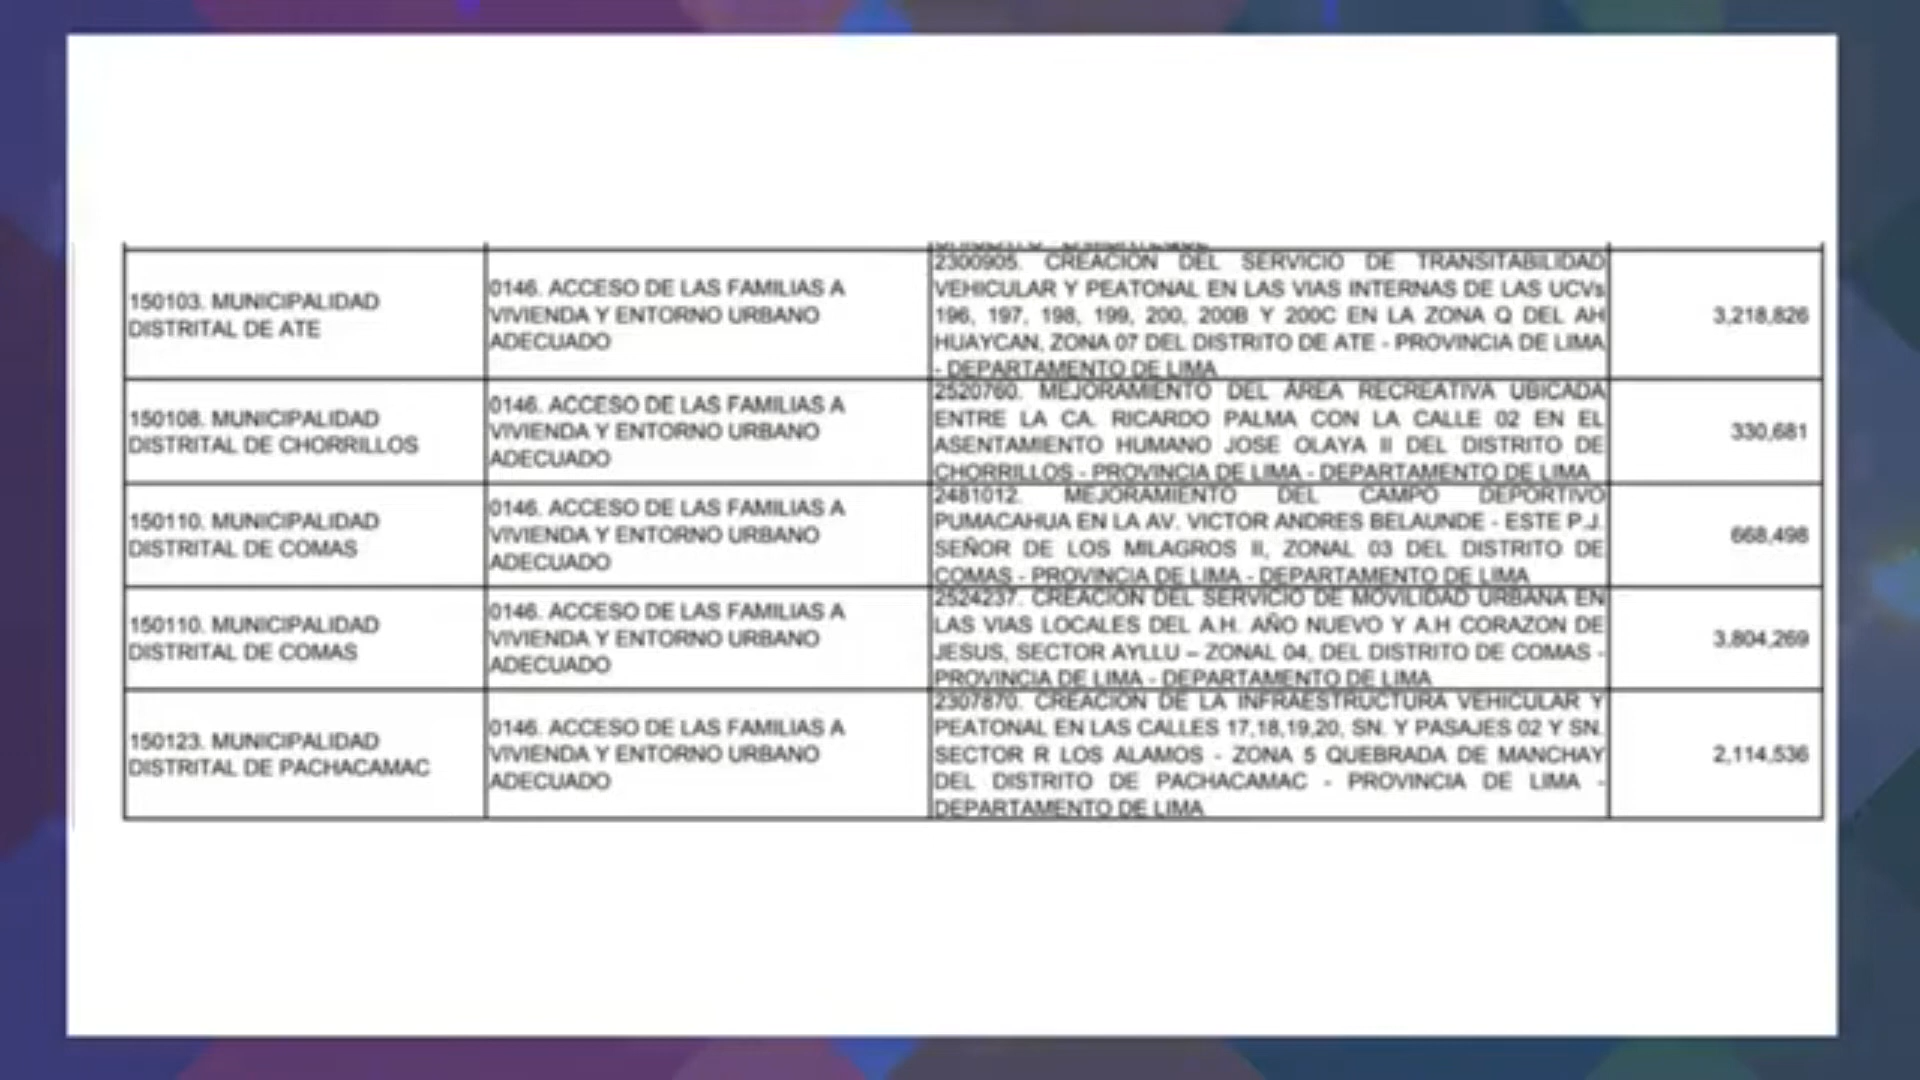 150103. MUNICIPALIDAD
DISTRITAL DE ATE
0146. ACCESO DE LAS FAMILIAS A
VIVIENDA Y ENTORNO URBANO
ADECUADO
2300905. CREACION DEL SERVICIO DE TRANSITABILIDAD
VEHICULAR Y PEATONAL EN LAS VIAS INTERNAS DE LAS UCVs
196, 197, 198, 199, 200, 200B Y 200C EN LA ZONA Q DEL AH
HUAYCAN, ZONA 07 DEL DISTRITO DE ATE - PROVINCIA DE LIMA
- DEPARTAMENTO DE LIMA
3,218,826
150108. MUNICIPALIDAD
DISTRITAL DE CHORRILLOS
0146. ACCESO DE LAS FAMILIAS A
VIVIENDA Y ENTORNO URBANO
ADECUADO
2520760. MEJORAMIENTO DEL ÁREA RECREATIVA UBICADA
ENTRE LA CA. RICARDO PALMA CON LA CALLE 02 EN EL
ASENTAMIENTO HUMANO JOSE OLAYA II DEL DISTRITO DE
CHORRILLOS - PROVINCIA DE LIMA - DEPARTAMENTO DE LIMA
330,681
150110. MUNICIPALIDAD
DISTRITAL DE COMAS
0146. ACCESO DE LAS FAMILIAS A
VIVIENDA Y ENTORNO URBANO
ADECUADO
2481012. MEJORAMIENTO DEL CAMPO DEPORTIVO
PUMACAHUA EN LA AV. VICTOR ANDRES BELAUNDE - ESTE P.J.
SEÑOR DE LOS MILAGROS II, ZONAL 03 DEL DISTRITO DE
COMAS - PROVINCIA DE LIMA - DEPARTAMENTO DE LIMA
668,498
150110. MUNICIPALIDAD
DISTRITAL DE COMAS
0146. ACCESO DE LAS FAMILIAS A
VIVIENDA Y ENTORNO URBANO
ADECUADO
2524237. CREACIÓN DEL SERVICIO DE MOVILIDAD URBANA EN
LAS VIAS LOCALES DEL A.H. AÑO NUEVO Y A.H CORAZON DE
JESUS, SECTOR AYLLU – ZONAL 04, DEL DISTRITO DE COMAS -
PROVINCIA DE LIMA - DEPARTAMENTO DE LIMA
3,804,269
150123. MUNICIPALIDAD
DISTRITAL DE PACHACAMAC
0146. ACCESO DE LAS FAMILIAS A
VIVIENDA Y ENTORNO URBANO
ADECUADO
2307870. CREACION DE LA INFRAESTRUCTURA VEHICULAR Y
PEATONAL EN LAS CALLES 17,18,19,20, SN. Y PASAJES 02 Y SN.
SECTOR R LOS ALAMOS - ZONA 5 QUEBRADA DE MANCHAY
DEL DISTRITO DE PACHACAMAC - PROVINCIA DE LIMA -
DEPARTAMENTO DE LIMA
2,114,536